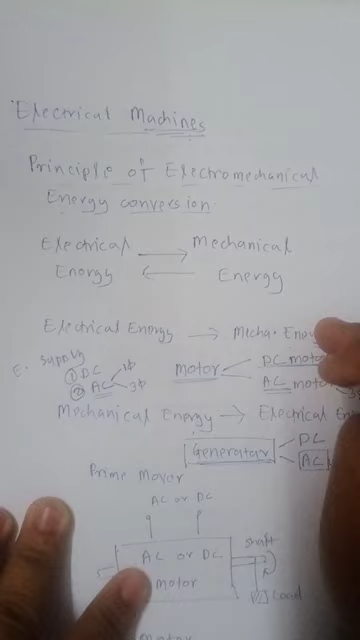 Electrical Machines
Principle of Electromechanical
Energy conversion.
Electrical → Mechanical
Energy ← Energy
Electrical Energy → Mecha. Energy
E. supply
① DC
② AC 1ϕ
3ϕ
Motor DC motor
AC motor
3ϕ
Mechanical Energy → Electrical Ene
Generator DC
AC
Prime Mover
AC or DC
AC or DC
Motor
shaft
Load